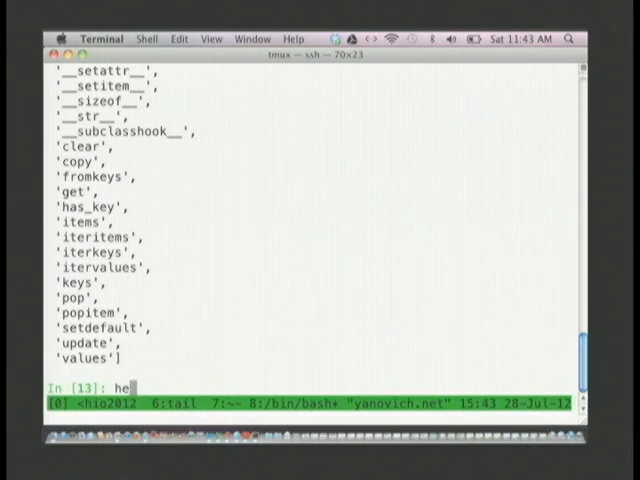 Terminal Shell Edit View Window Help Sat 11:43 AM
tmux — ssh — 70×23
'__setattr__',
'__setitem__',
'__sizeof__',
'__str__',
'__subclasshook__',
'clear',
'copy',
'fromkeys',
'get',
'has_key',
'items',
'iteritems',
'iterkeys',
'itervalues',
'keys',
'pop',
'popitem',
'setdefault',
'update',
'values']
In [13]: he
[0] <hio2012 6:tail 7:~- 8:/bin/bash* "yanovich.net" 15:43 28-Jul-12